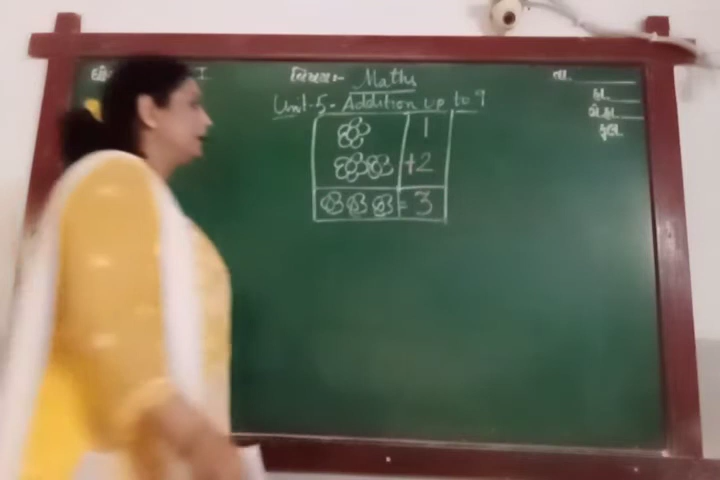 વિષય:- Maths
તા.
Unit-5- Addition up to 9
હા.
ગે.હા.
કુલ
1
+2
=3